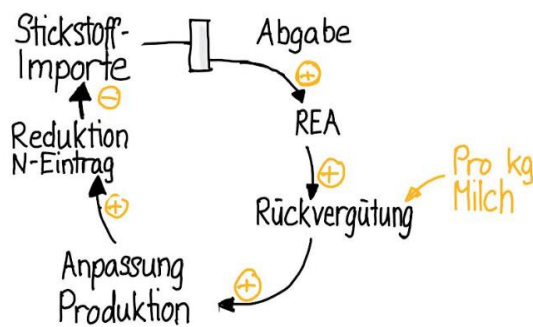 Stickstoff-
Importe
Abgabe
+
−
REA
Reduktion
N-Eintrag
+
Pro kg
Milch
+
Rückvergütung
Anpassung
Produktion
+